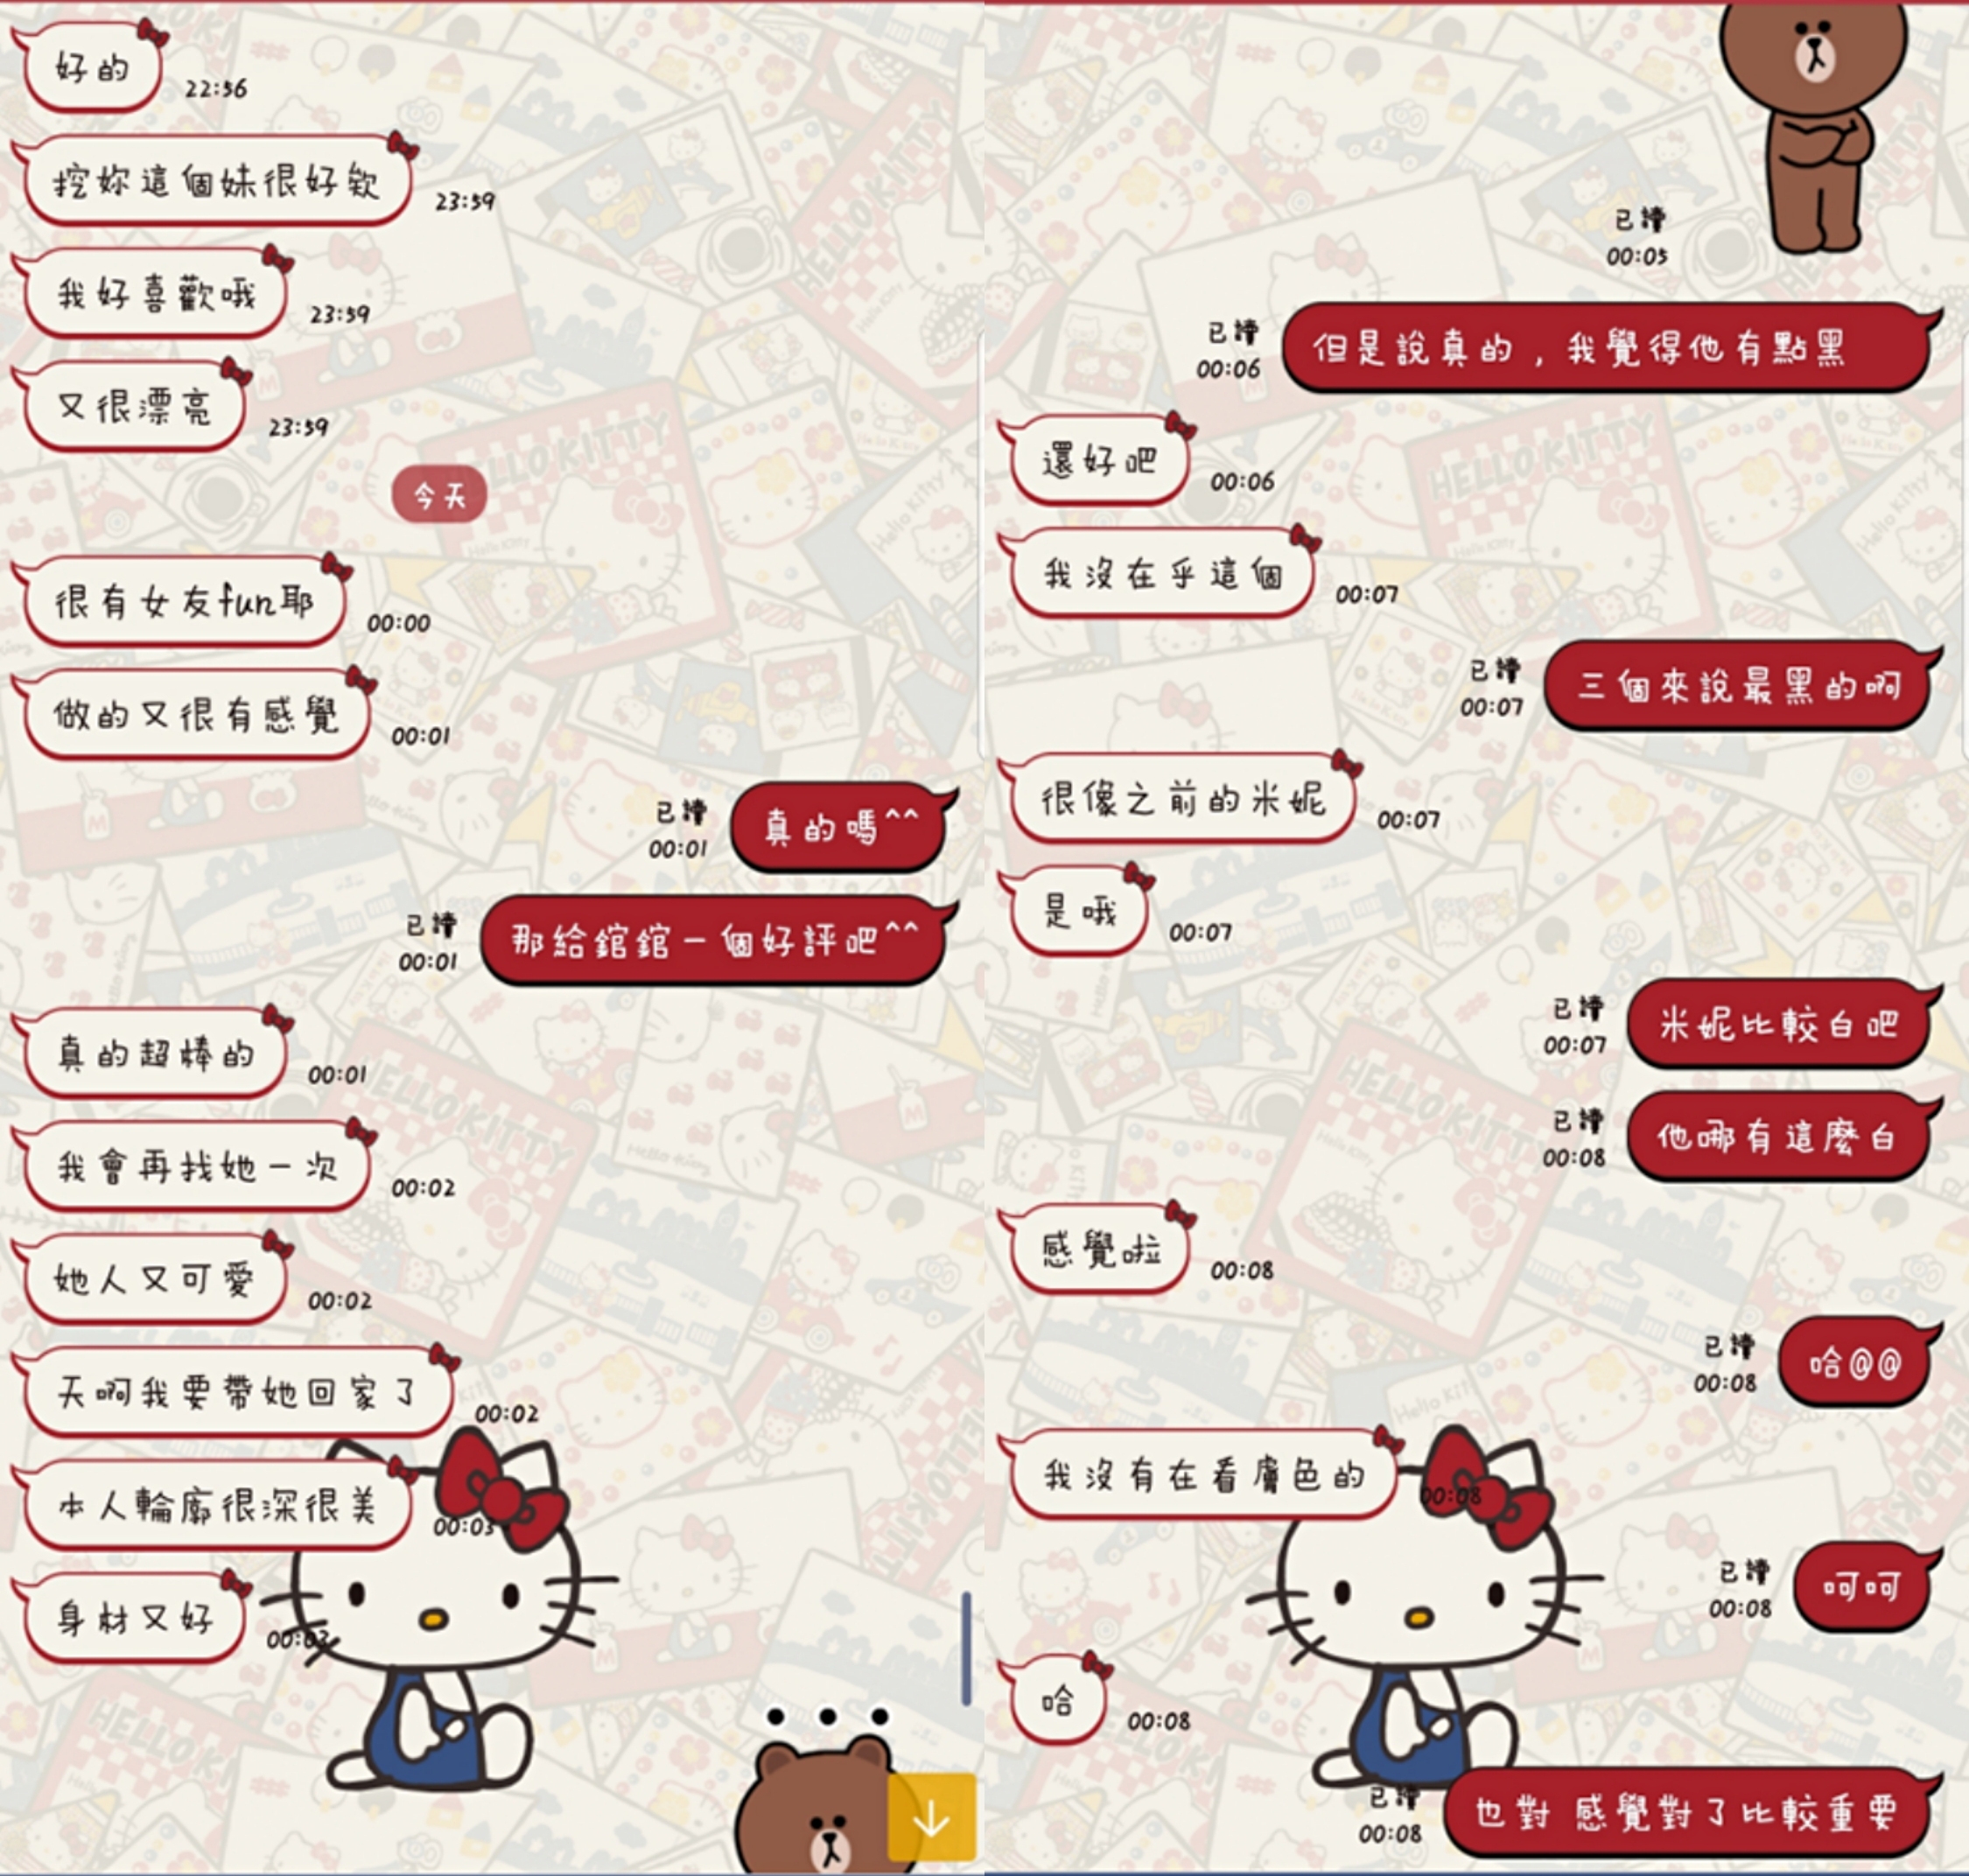 好的
22:56
挖妳這個妹很好欸
23:59
我好喜歡哦
23:59
又很漂亮
23:59
今天
很有女友fun耶
00:00
做的又很有感覺
00:01
已讀
00:01
真的嗎^^
已讀
00:01
那給錧錧一個好評吧^^
真的超棒的
00:01
我會再找她一次
00:02
她人又可愛
00:02
天啊我要帶她回家了
00:02
本人輪廓很深很美
00:03
身材又好
00:03
已讀
00:05
已讀
00:06
但是說真的，我覺得他有點黑
還好吧
00:06
我沒在乎這個
00:07
已讀
00:07
三個來說最黑的啊
很像之前的米妮
00:07
是哦
00:07
已讀
00:07
米妮比較白吧
已讀
00:08
他哪有這麼白
感覺啦
00:08
已讀
00:08
哈@@
我沒有在看膚色的
00:08
已讀
00:08
呵呵
哈
00:08
已讀
00:08
也對 感覺對了比較重要
HELLO KITTY
HELLO KITTY
HELLO KITTY
HELLO KITTY
Hello Kitty